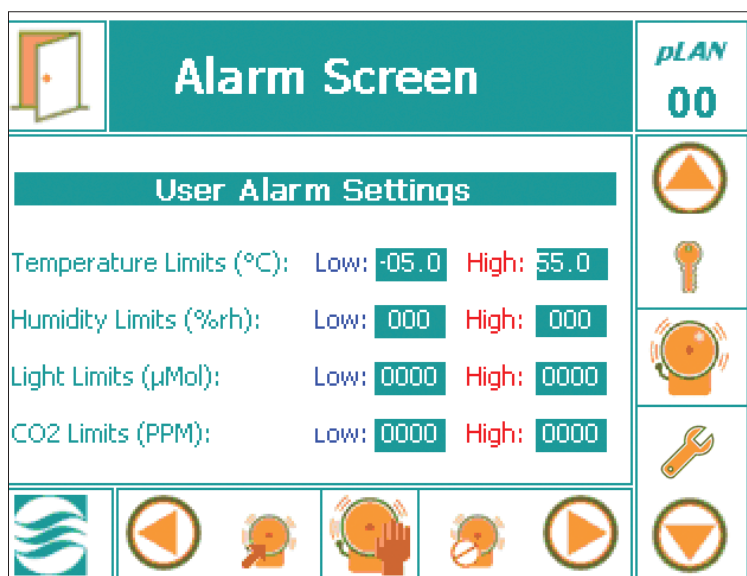 Alarm Screen
pLAN
00
User Alarm Settings
Temperature Limits (°C): Low: -05.0 High: 55.0
Humidity Limits (%rh): Low: 000 High: 000
Light Limits (µMol): Low: 0000 High: 0000
CO2 Limits (PPM): Low: 0000 High: 0000